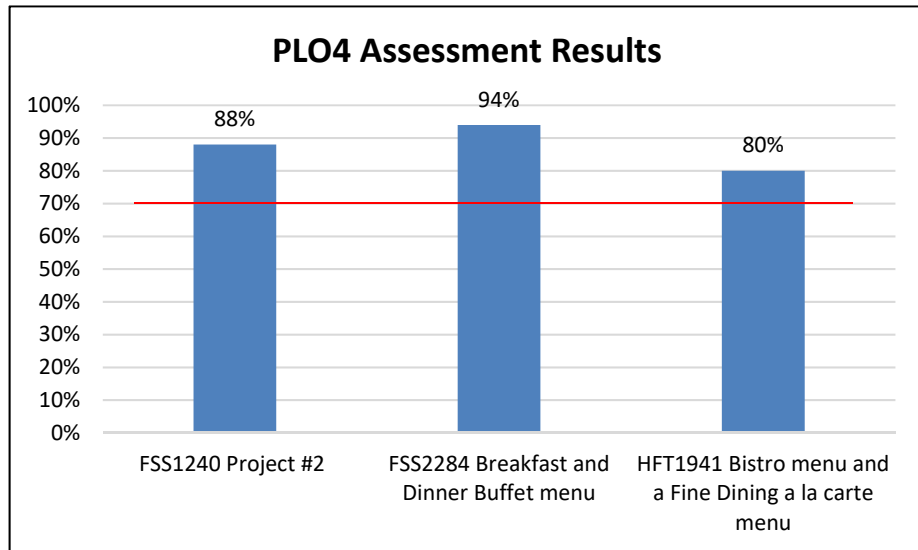 PLO4 Assessment Results
100%
90%
80%
70%
60%
50%
40%
30%
20%
10%
0%
88%
94%
80%
FSS1240 Project #2
FSS2284 Breakfast and
Dinner Buffet menu
HFT1941 Bistro menu and
a Fine Dining a la carte
menu